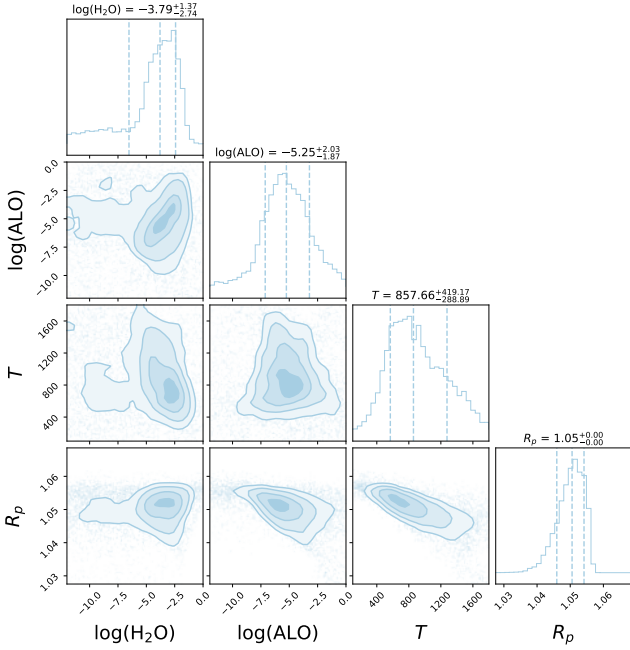 log(H₂O) = −3.79+1.37−2.74
log(ALO) = −5.25+2.03−1.87
0.0
−2.5
−5.0
−7.5
−10.0
log(ALO)
T = 857.66+419.17−288.89
1600
1200
800
400
T
R_p = 1.05+0.00−0.00
1.06
1.05
1.04
1.03
R_p
−10.0 −7.5 −5.0 −2.5 0.0 −10.0 −7.5 −5.0 −2.5 0.0 400 800 1200 1600 1.03 1.04 1.05 1.06
log(H₂O) log(ALO) T R_p